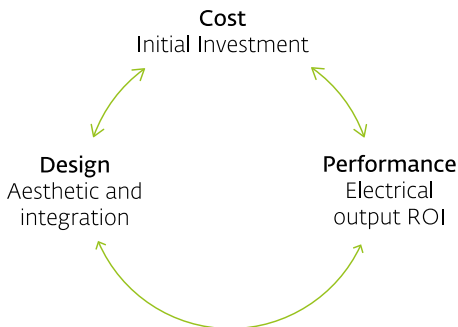 Cost
Initial Investment
Design
Aesthetic and
integration
Performance
Electrical
output ROI